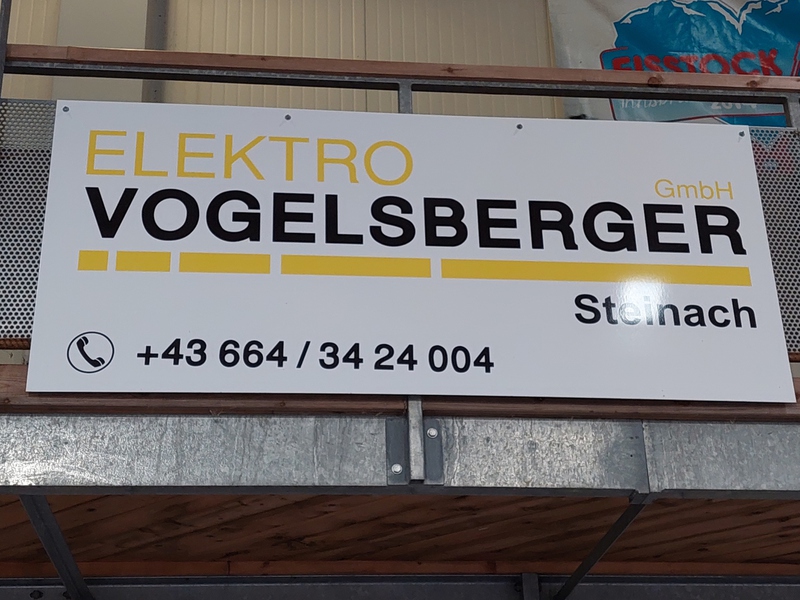 EISSTOCK
ELEKTRO
GmbH
VOGELSBERGER
Steinach
+43 664 / 34 24 004